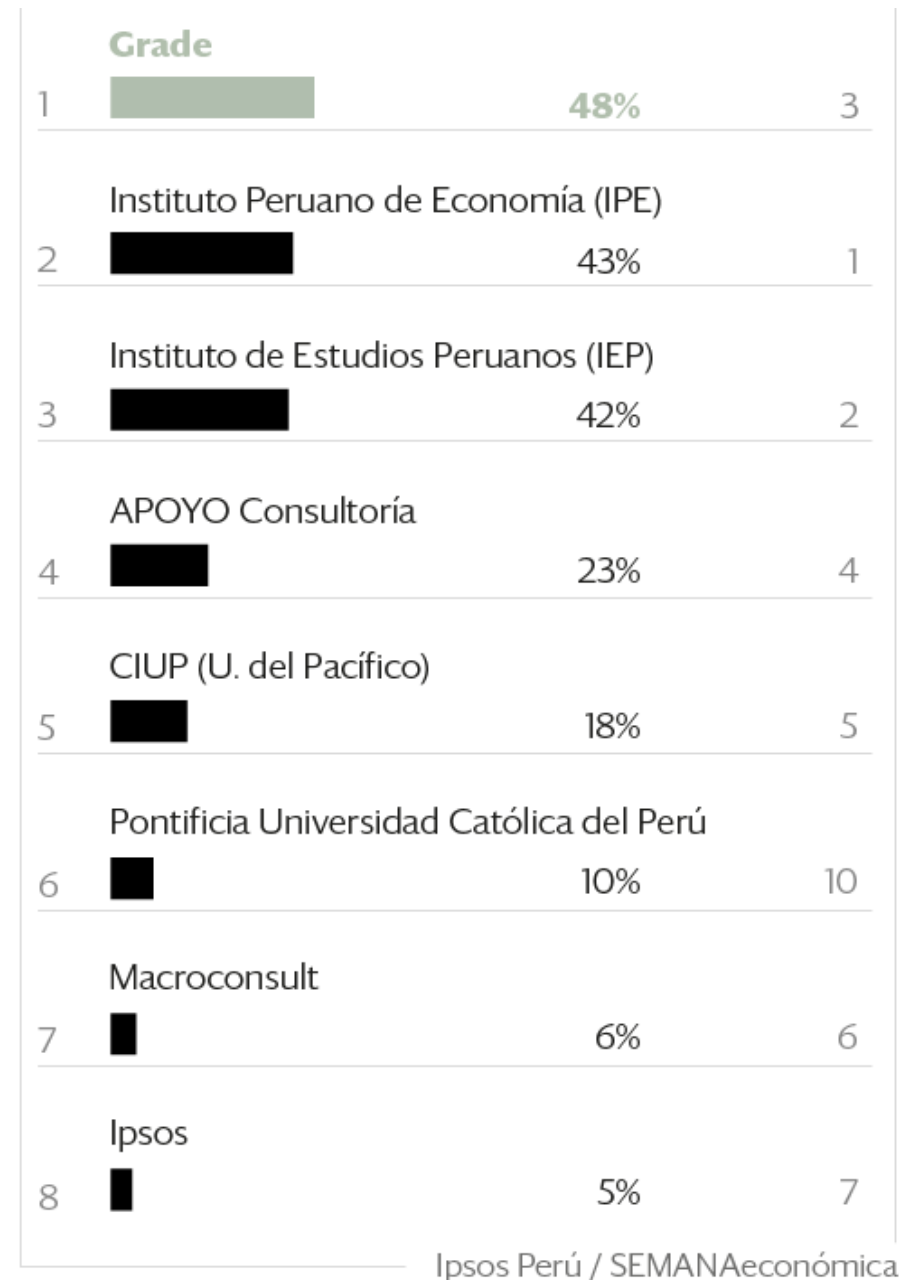 Grade
1 48% 3
Instituto Peruano de Economía (IPE)
2 43% 1
Instituto de Estudios Peruanos (IEP)
3 42% 2
APOYO Consultoría
4 23% 4
CIUP (U. del Pacífico)
5 18% 5
Pontificia Universidad Católica del Perú
6 10% 10
Macroconsult
7 6% 6
Ipsos
8 5% 7
Ipsos Perú / SEMANAeconómica